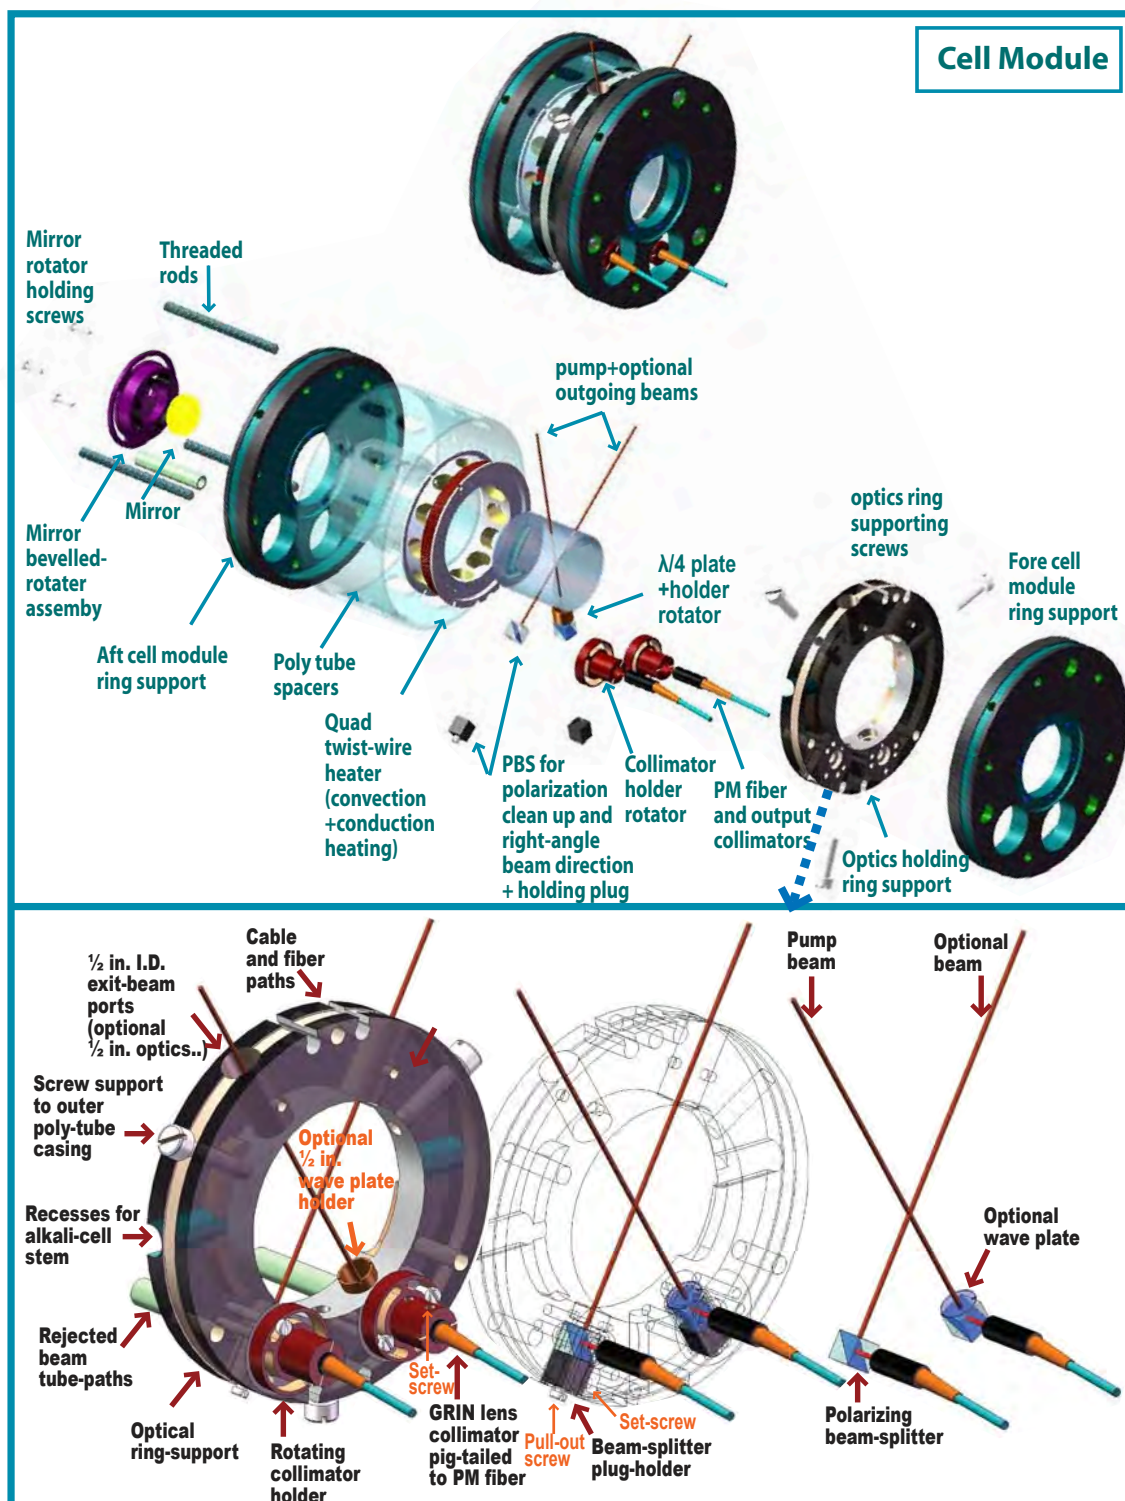 Cell Module
Mirror
rotator
holding
screws
Threaded
rods
pump+optional
outgoing beams
Mirror
Mirror
bevelled-
rotater
assemby
Aft cell module
ring support
Poly tube
spacers
Quad
twist-wire
heater
(convection
+conduction
heating)
λ/4 plate
+holder
rotator
optics ring
supporting
screws
Fore cell
module
ring support
PBS for
polarization
clean up and
right-angle
beam direction
+ holding plug
Collimator
holder
rotator
PM fiber
and output
collimators
Optics holding
ring support
½ in. I.D.
exit-beam
ports
(optional
½ in. optics..)
Cable
and fiber
paths
Screw support
to outer
poly-tube
casing
Optional
½ in.
wave plate
holder
Recesses for
alkali-cell
stem
Rejected
beam
tube-paths
Optical
ring-support
Rotating
collimator
holder
Set-
screw
GRIN lens
collimator
pig-tailed
to PM fiber
Pull-out
screw
Set-screw
Beam-splitter
plug-holder
Pump
beam
Optional
beam
Optional
wave plate
Polarizing
beam-splitter